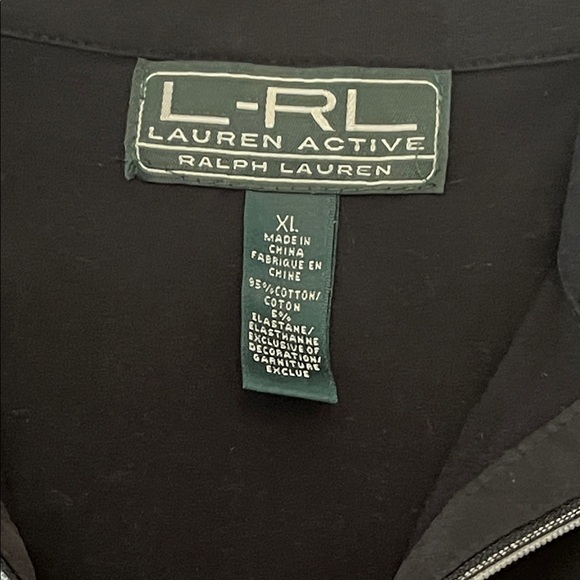 L-RL
LAUREN ACTIVE
RALPH LAUREN
XL
MADE IN
CHINA
FABRIQUE EN
CHINE
95% COTTON/
COTON
5%
ELASTANE/
ELASTHANNE
EXCLUSIVE OF
DECORATION/
GARNITURE
EXCLUE